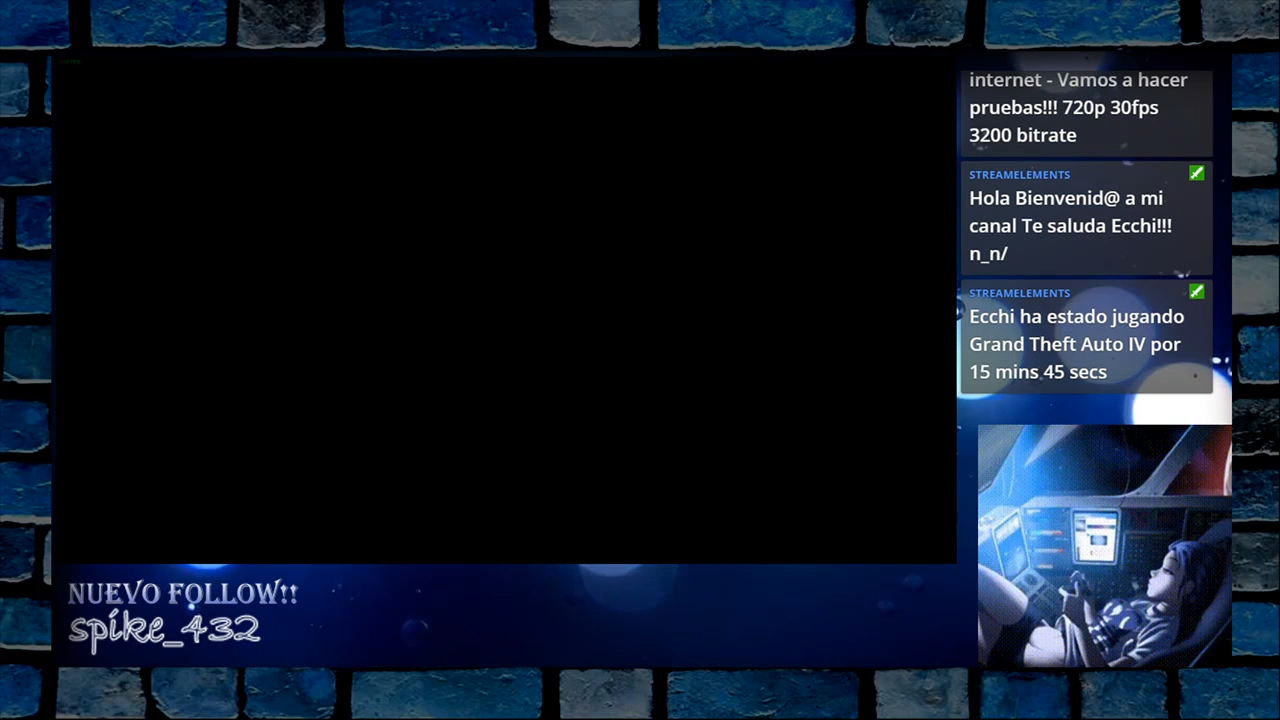 internet - Vamos a hacer
pruebas!!! 720p 30fps
3200 bitrate
STREAMELEMENTS
Hola Bienvenid@ a mi
canal Te saluda Ecchi!!!
n_n/
STREAMELEMENTS
Ecchi ha estado jugando
Grand Theft Auto IV por
15 mins 45 secs
NUEVO FOLLOW!!
spike_432